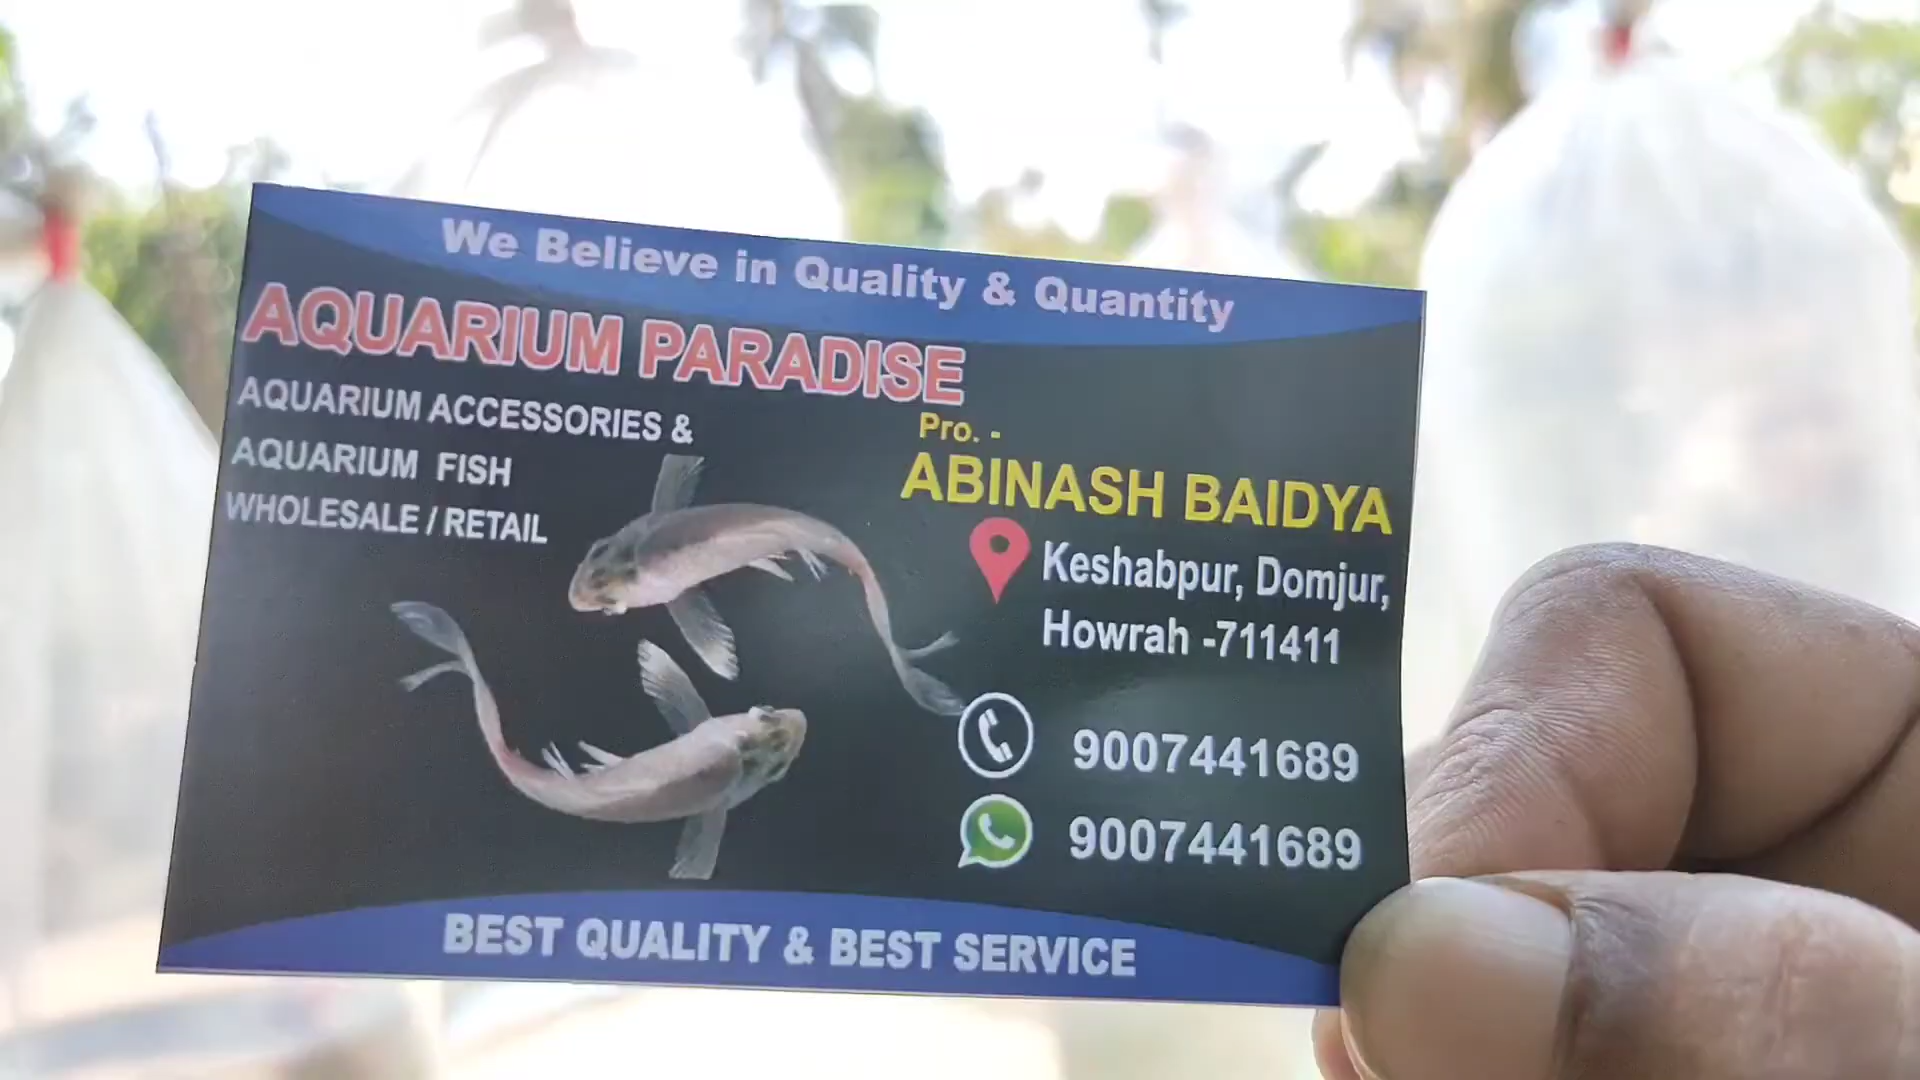 We Believe in Quality & Quantity
AQUARIUM PARADISE
AQUARIUM ACCESSORIES &
AQUARIUM FISH
WHOLESALE / RETAIL
Pro. -
ABINASH BAIDYA
Keshabpur, Domjur,
Howrah -711411
9007441689
9007441689
BEST QUALITY & BEST SERVICE